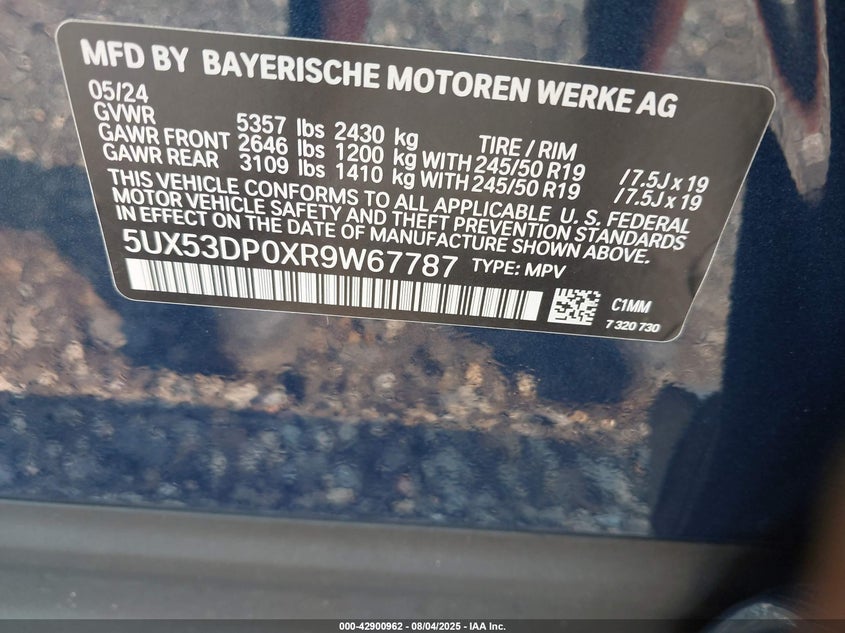 MFD BY BAYERISCHE MOTOREN WERKE AG
05/24
GVWR 5357 lbs 2430 kg TIRE / RIM
GAWR FRONT 2646 lbs 1200 kg WITH 245/50 R19 / 7.5J x 19
GAWR REAR 3109 lbs 1410 kg WITH 245/50 R19 / 7.5J x 19
THIS VEHICLE CONFORMS TO ALL APPLICABLE U. S. FEDERAL
MOTOR VEHICLE SAFETY AND THEFT PREVENTION STANDARDS
IN EFFECT ON THE DATE OF MANUFACTURE SHOWN ABOVE.
5UX53DP0XR9W67787 TYPE: MPV
C1MM
7 320 730
000-42900962 - 08/04/2025 - IAA Inc.